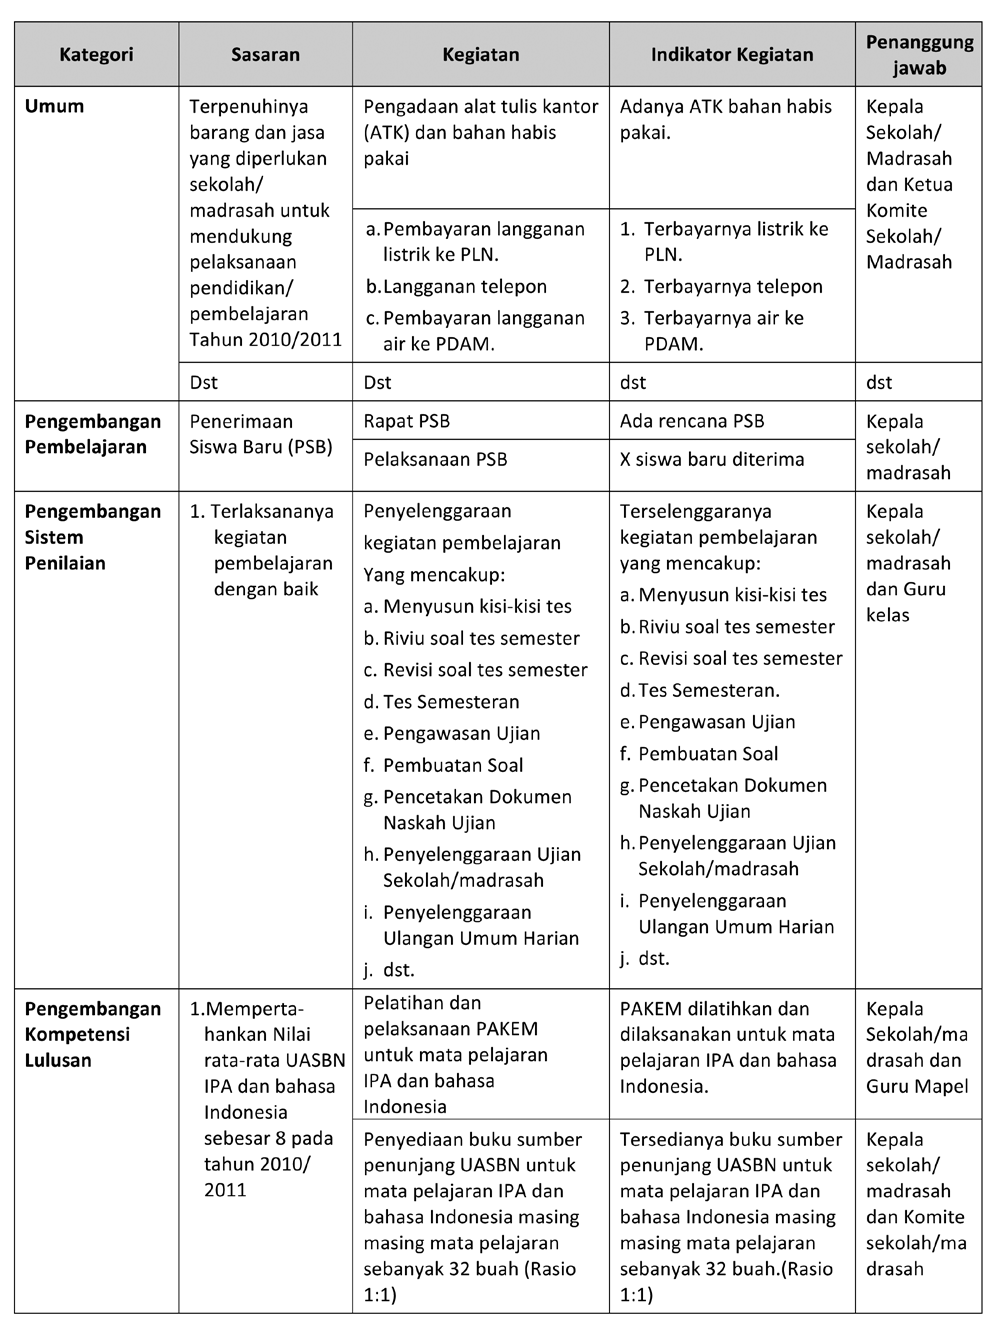 Kategori
Sasaran
Kegiatan
Indikator Kegiatan
Penanggung
jawab
Umum
Terpenuhinya
barang dan jasa
yang diperlukan
sekolah/
madrasah untuk
mendukung
pelaksanaan
pendidikan/
pembelajaran
Tahun 2010/2011
Pengadaan alat tulis kantor
(ATK) dan bahan habis
pakai
Adanya ATK bahan habis
pakai.
Kepala
Sekolah/
Madrasah
dan Ketua
Komite
Sekolah/
Madrasah
a. Pembayaran langganan
listrik ke PLN.
b. Langganan telepon
c. Pembayaran langganan
air ke PDAM.
1. Terbayarnya listrik ke
PLN.
2. Terbayarnya telepon
3. Terbayarnya air ke
PDAM.
Dst
Dst
dst
dst
Pengembangan
Pembelajaran
Penerimaan
Siswa Baru (PSB)
Rapat PSB
Ada rencana PSB
Kepala
sekolah/
madrasah
Pelaksanaan PSB
X siswa baru diterima
Pengembangan
Sistem
Penilaian
1. Terlaksananya
kegiatan
pembelajaran
dengan baik
Penyelenggaraan
kegiatan pembelajaran
Yang mencakup:
a. Menyusun kisi-kisi tes
b. Riviu soal tes semester
c. Revisi soal tes semester
d. Tes Semesteran
e. Pengawasan Ujian
f. Pembuatan Soal
g. Pencetakan Dokumen
Naskah Ujian
h. Penyelenggaraan Ujian
Sekolah/madrasah
i. Penyelenggaraan
Ulangan Umum Harian
j. dst.
Terselenggaranya
kegiatan pembelajaran
yang mencakup:
a. Menyusun kisi-kisi tes
b. Riviu soal tes semester
c. Revisi soal tes semester
d. Tes Semesteran.
e. Pengawasan Ujian
f. Pembuatan Soal
g. Pencetakan Dokumen
Naskah Ujian
h. Penyelenggaraan Ujian
Sekolah/madrasah
i. Penyelenggaraan
Ulangan Umum Harian
j. dst.
Kepala
sekolah/
madrasah
dan Guru
kelas
Pengembangan
Kompetensi
Lulusan
1.Memperta-
hankan Nilai
rata-rata UASBN
IPA dan bahasa
Indonesia
sebesar 8 pada
tahun 2010/
2011
Pelatihan dan
pelaksanaan PAKEM
untuk mata pelajaran
IPA dan bahasa
Indonesia
PAKEM dilatihkan dan
dilaksanakan untuk mata
pelajaran IPA dan bahasa
Indonesia.
Kepala
Sekolah/ma
drasah dan
Guru Mapel
Penyediaan buku sumber
penunjang UASBN untuk
mata pelajaran IPA dan
bahasa Indonesia masing
masing mata pelajaran
sebanyak 32 buah (Rasio
1:1)
Tersedianya buku sumber
penunjang UASBN untuk
mata pelajaran IPA dan
bahasa Indonesia masing
masing mata pelajaran
sebanyak 32 buah.(Rasio
1:1)
Kepala
sekolah/
madrasah
dan Komite
sekolah/ma
drasah